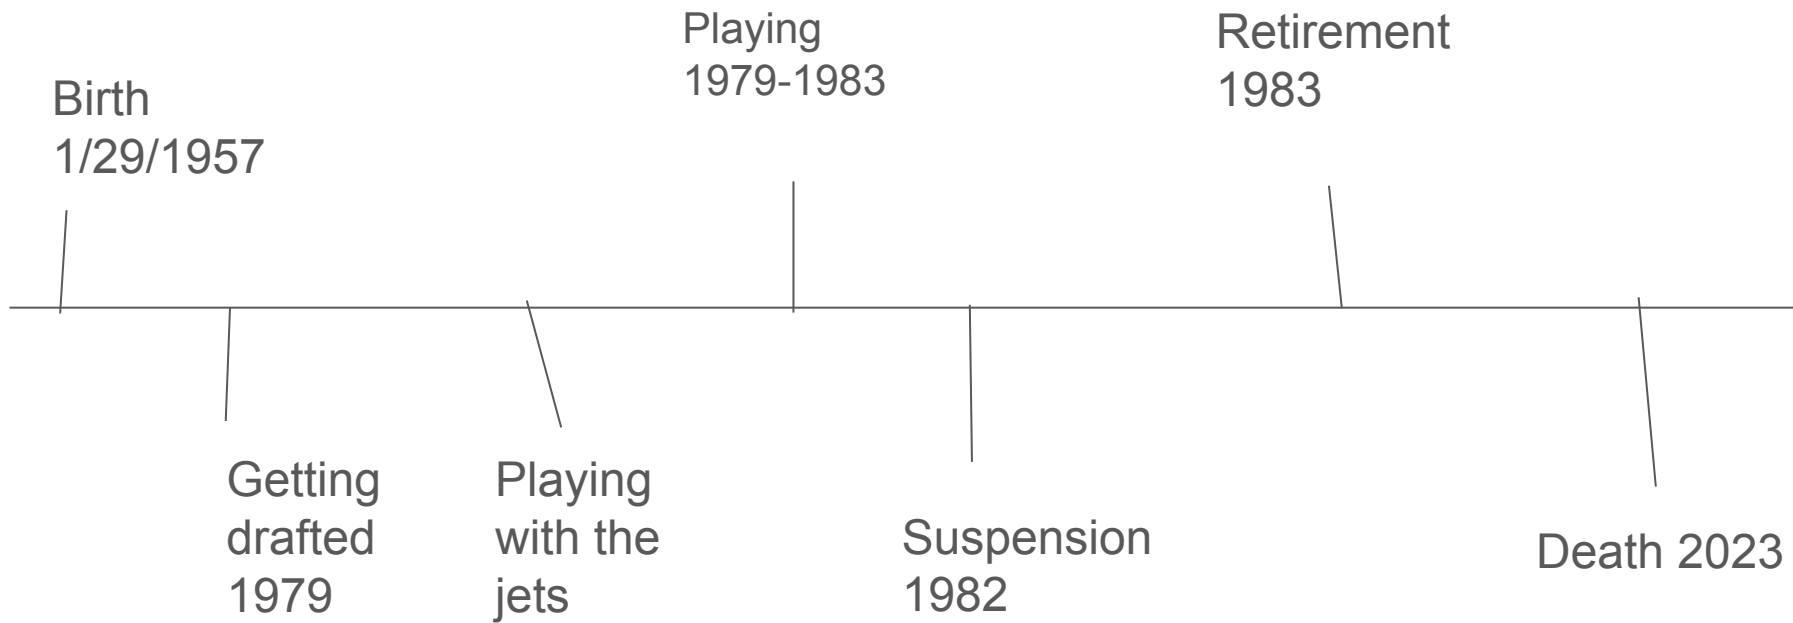 Birth
1/29/1957
Getting
drafted
1979
Playing
with the
jets
Playing
1979-1983
Suspension
1982
Retirement
1983
Death 2023